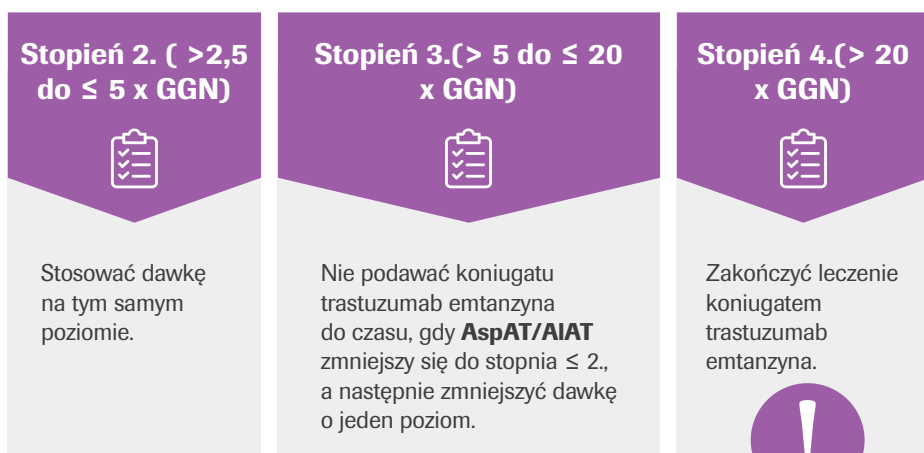 Stopień 2. ( >2,5
do ≤ 5 x GGN)
Stosować dawkę
na tym samym
poziomie.
Stopień 3.(> 5 do ≤ 20
x GGN)
Nie podawać koniugatu
trastuzumab emtanzyna
do czasu, gdy AspAT/AlAT
zmniejszy się do stopnia ≤ 2.,
a następnie zmniejszyć dawkę
o jeden poziom.
Stopień 4.(> 20
x GGN)
Zakończyć leczenie
koniugatem
trastuzumab
emtanzyna.
!